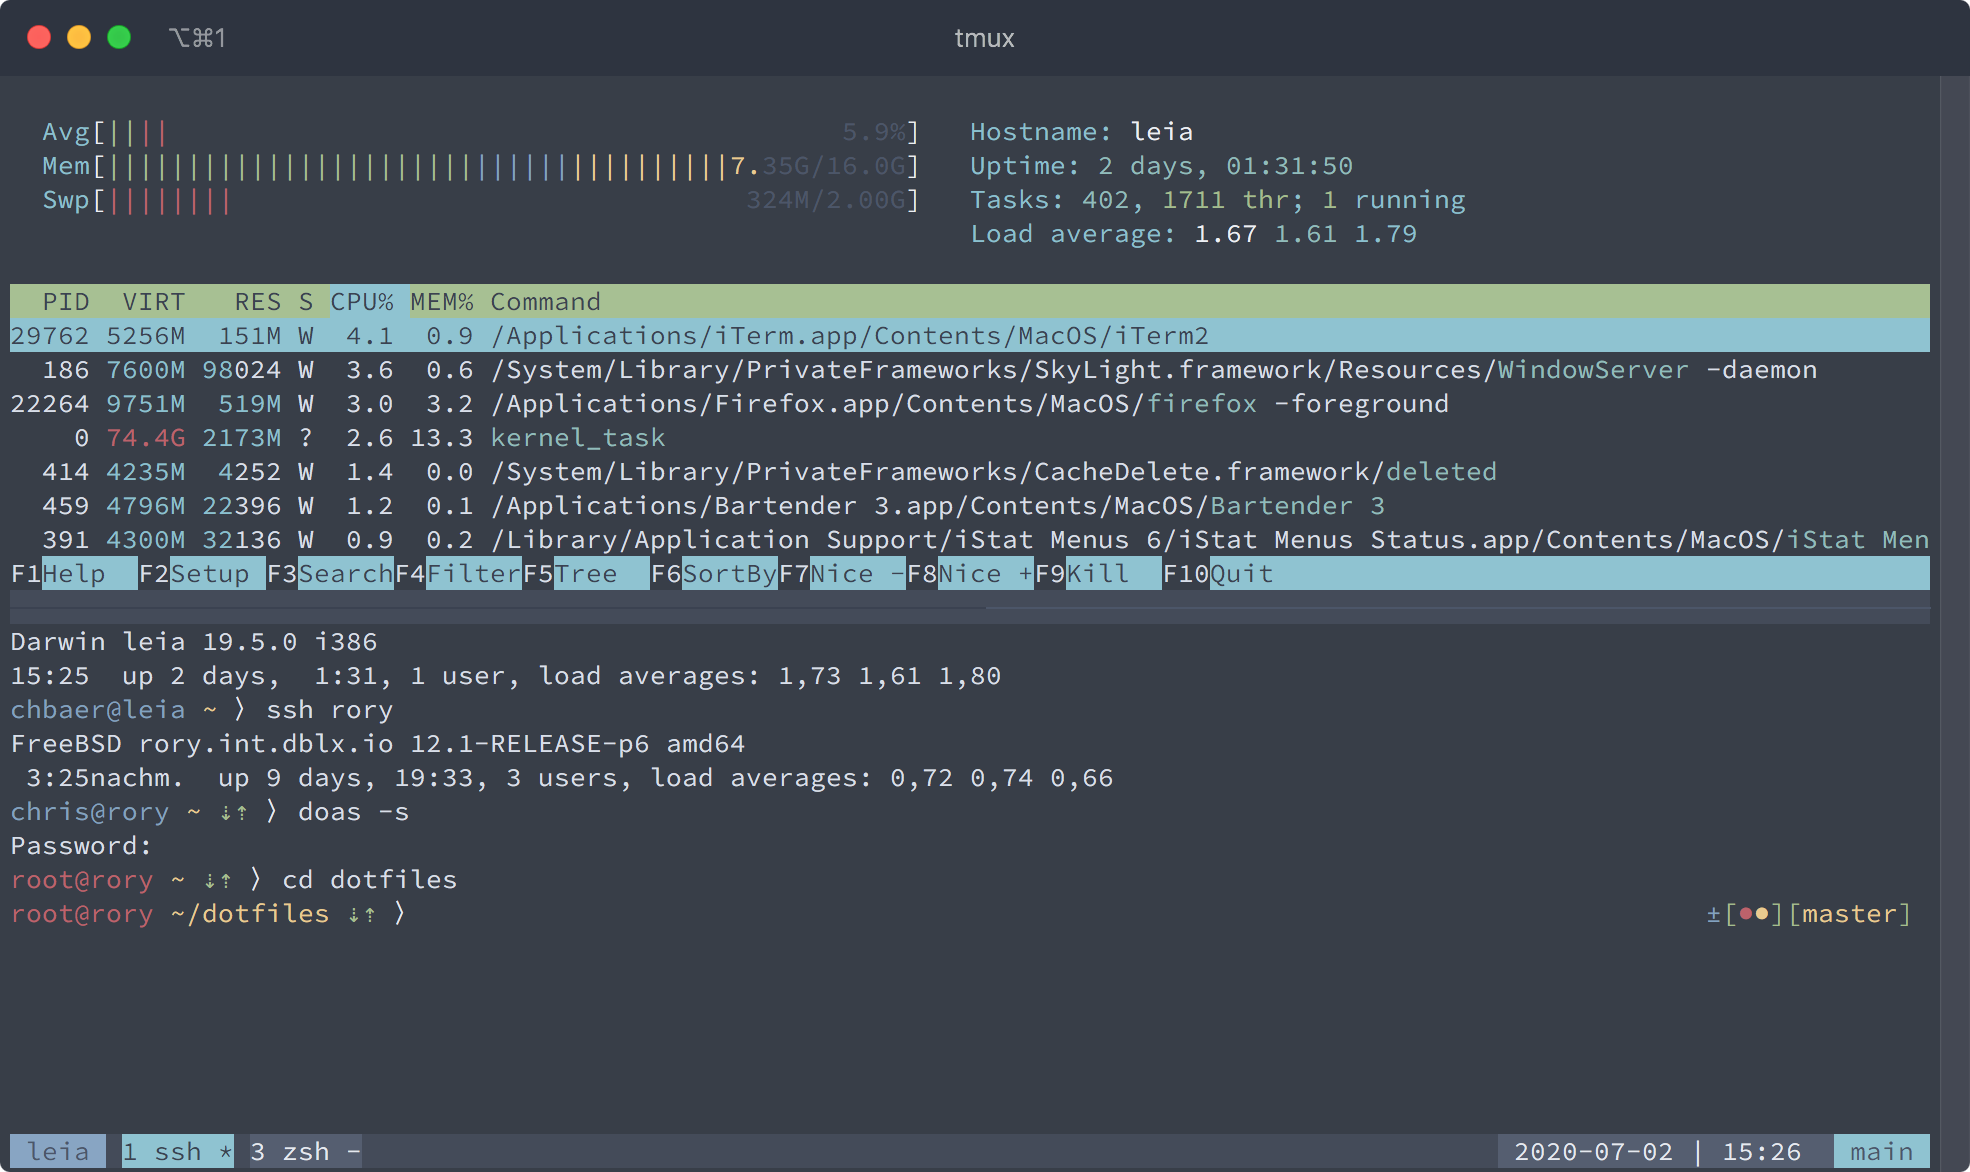 ⌥⌘1 tmux
Avg[|||| 5.9%] Hostname: leia
Mem[|||||||||||||||||||||||||||||||||||||||7.35G/16.0G] Uptime: 2 days, 01:31:50
Swp[|||||||| 324M/2.00G] Tasks: 402, 1711 thr; 1 running
Load average: 1.67 1.61 1.79
PID VIRT RES S CPU% MEM% Command
29762 5256M 151M W 4.1 0.9 /Applications/iTerm.app/Contents/MacOS/iTerm2
186 7600M 98024 W 3.6 0.6 /System/Library/PrivateFrameworks/SkyLight.framework/Resources/WindowServer -daemon
22264 9751M 519M W 3.0 3.2 /Applications/Firefox.app/Contents/MacOS/firefox -foreground
0 74.4G 2173M ? 2.6 13.3 kernel_task
414 4235M 4252 W 1.4 0.0 /System/Library/PrivateFrameworks/CacheDelete.framework/deleted
459 4796M 22396 W 1.2 0.1 /Applications/Bartender 3.app/Contents/MacOS/Bartender 3
391 4300M 32136 W 0.9 0.2 /Library/Application Support/iStat Menus 6/iStat Menus Status.app/Contents/MacOS/iStat Men
F1Help F2Setup F3SearchF4FilterF5Tree F6SortByF7Nice -F8Nice +F9Kill F10Quit
Darwin leia 19.5.0 i386
15:25  up 2 days,  1:31, 1 user, load averages: 1,73 1,61 1,80
chbaer@leia ~ ❭ ssh rory
FreeBSD rory.int.dblx.io 12.1-RELEASE-p6 amd64
3:25nachm.  up 9 days, 19:33, 3 users, load averages: 0,72 0,74 0,66
chris@rory ~ ⇣⇡ ❭ doas -s
Password:
root@rory ~ ⇣⇡ ❭ cd dotfiles
root@rory ~/dotfiles ⇣⇡ ❭ ±[●●][master]
leia 1 ssh * 3 zsh - 2020-07-02 | 15:26 main